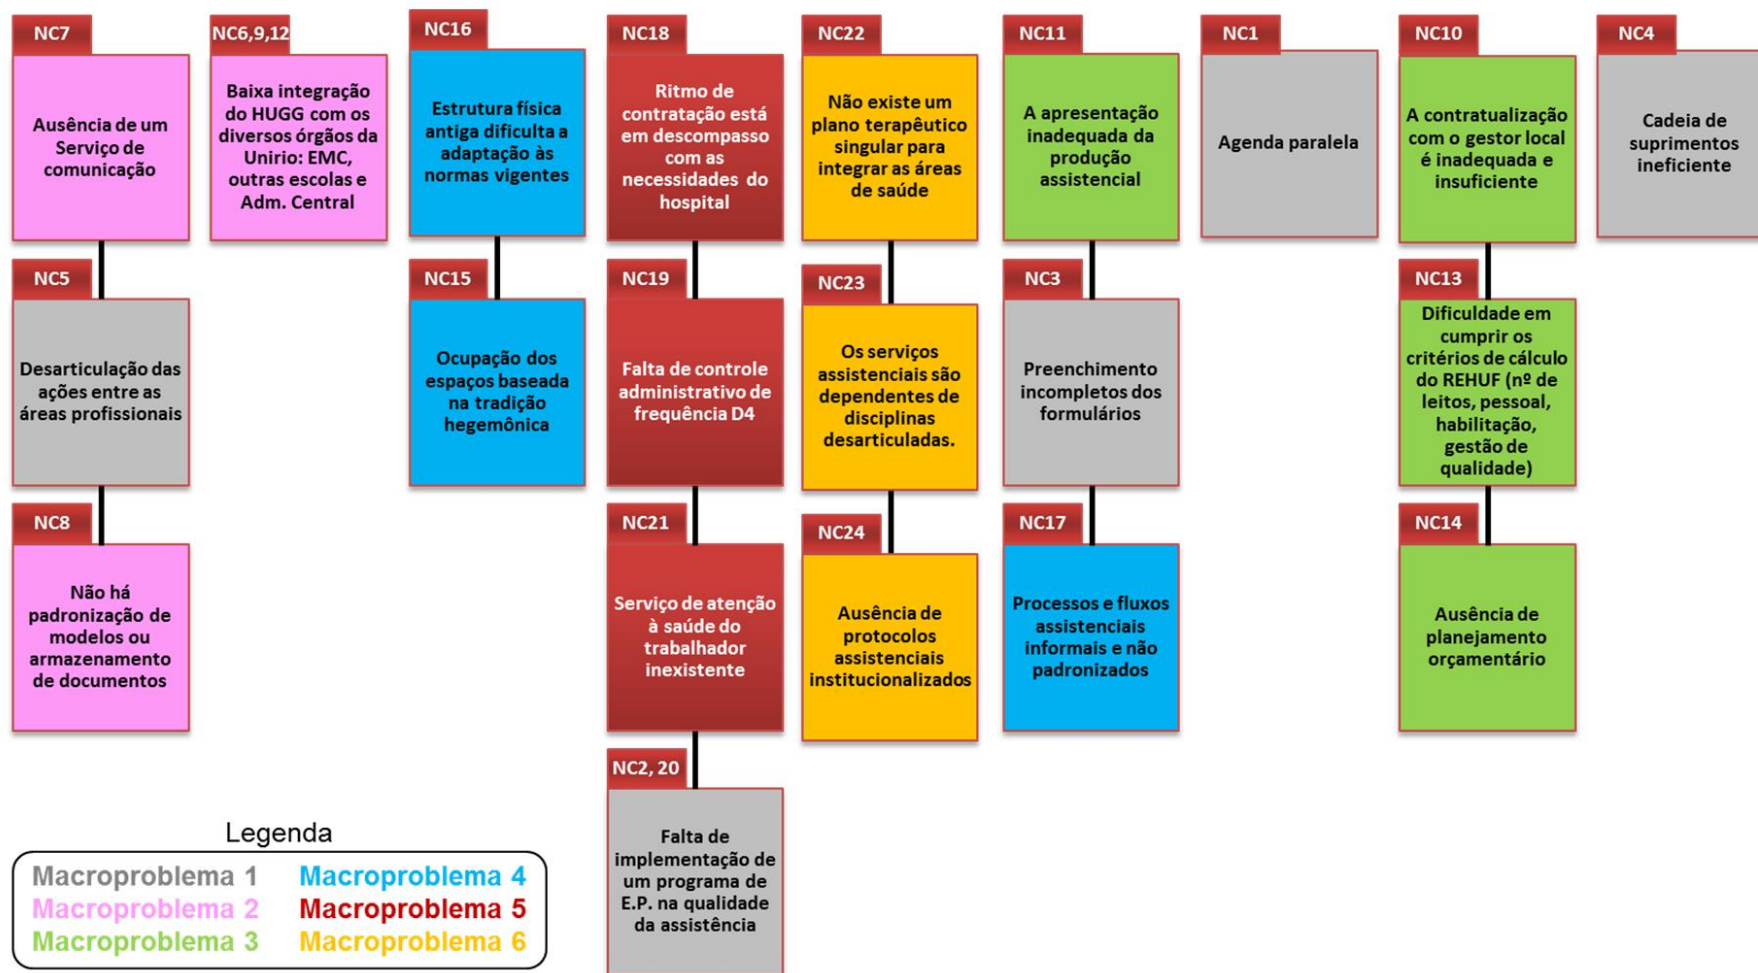 NC7
Ausência de um
Serviço de
comunicação
NC5
Desarticulação das
ações entre as
áreas profissionais
NC8
Não há
padronização de
modelos ou
armazenamento
de documentos
NC6,9,12
Baixa integração
do HUGG com os
diversos órgãos da
Unirio: EMC,
outras escolas e
Adm. Central
NC16
Estrutura física
antiga dificulta a
adaptação às
normas vigentes
NC15
Ocupação dos
espaços baseada
na tradição
hegemônica
NC18
Ritmo de
contratação está
em descompasso
com as
necessidades do
hospital
NC19
Falta de controle
administrativo de
frequência D4
NC21
Serviço de atenção
à saúde do
trabalhador
inexistente
NC2, 20
Falta de
implementação de
um programa de
E.P. na qualidade
da assistência
NC22
Não existe um
plano terapêutico
singular para
integrar as áreas
de saúde
NC23
Os serviços
assistenciais são
dependentes de
disciplinas
desarticuladas.
NC24
Ausência de
protocolos
assistenciais
institucionalizados
NC11
A apresentação
inadequada da
produção
assistencial
NC3
Preenchimento
incompletos dos
formulários
NC17
Processos e fluxos
assistenciais
informais e não
padronizados
NC1
Agenda paralela
NC10
A contratualização
com o gestor local
é inadequada e
insuficiente
NC13
Dificuldade em
cumprir os
critérios de cálculo
do REHUF (nº de
leitos, pessoal,
habilitação,
gestão de
qualidade)
NC14
Ausência de
planejamento
orçamentário
NC4
Cadeia de
suprimentos
ineficiente
Legenda
Macroproblema 1
Macroproblema 2
Macroproblema 3
Macroproblema 4
Macroproblema 5
Macroproblema 6